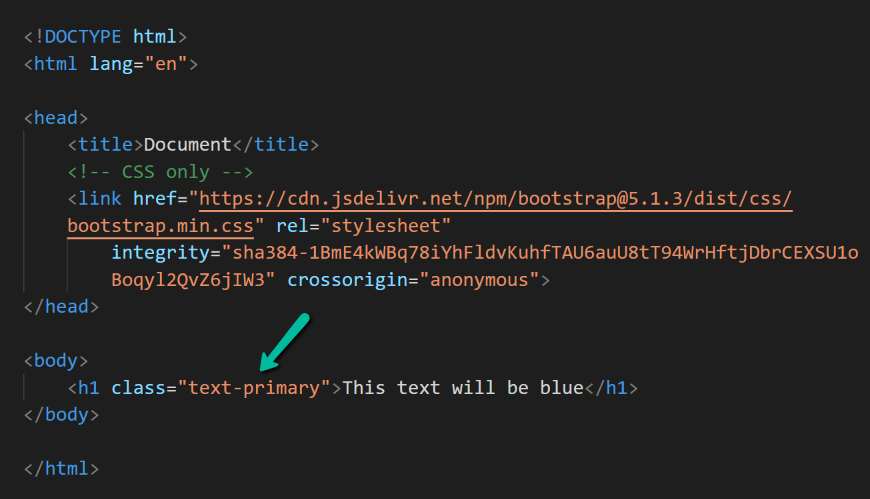 <!DOCTYPE html>
<html lang="en">
<head>
<title>Document</title>
<!-- CSS only -->
<link href="https://cdn.jsdelivr.net/npm/bootstrap@5.1.3/dist/css/
bootstrap.min.css" rel="stylesheet"
integrity="sha384-1BmE4kWBq78iYhFldvKuhfTAU6auU8tT94WrHftjDbrCEXSU1o
Boqyl2QvZ6jIW3" crossorigin="anonymous">
</head>
<body>
<h1 class="text-primary">This text will be blue</h1>
</body>
</html>